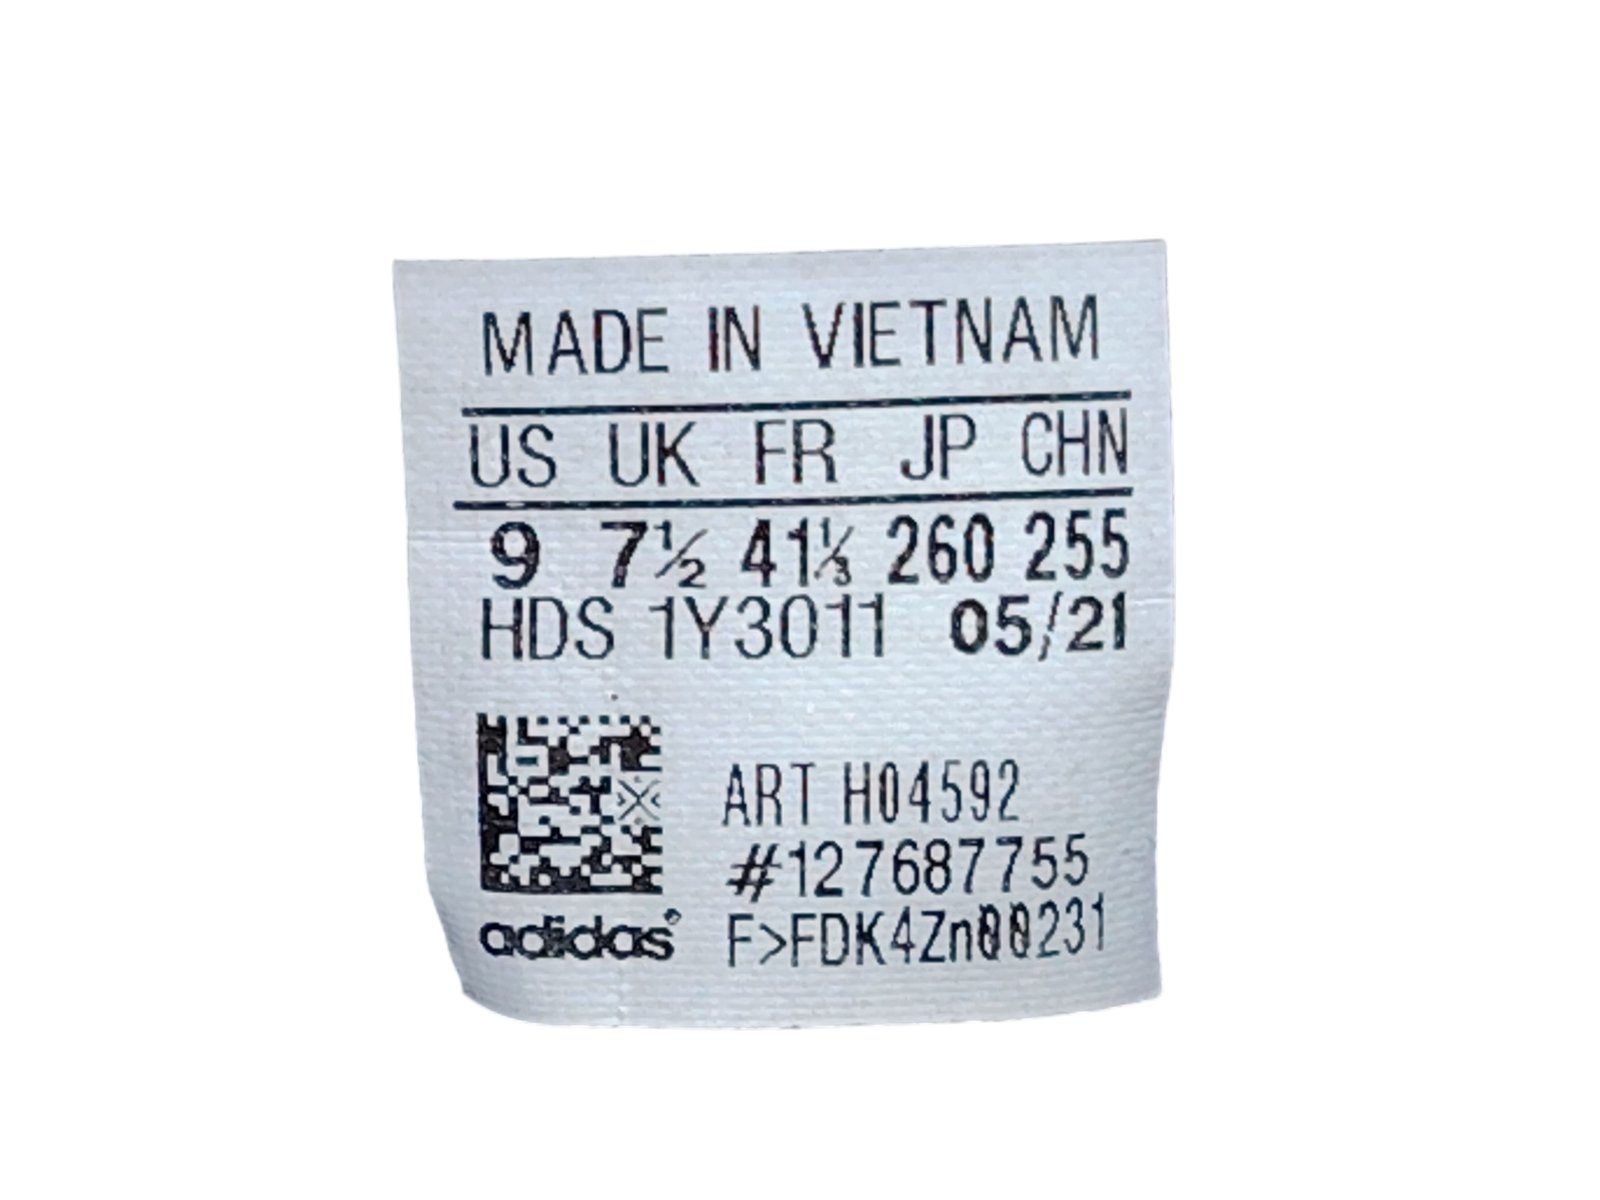 MADE IN VIETNAM
US UK FR JP CHN
9 7½ 41⅓ 260 255
HDS 1Y3011 05/21
ART H04592
#127687755
F>FDK4Zn00231
adidas®